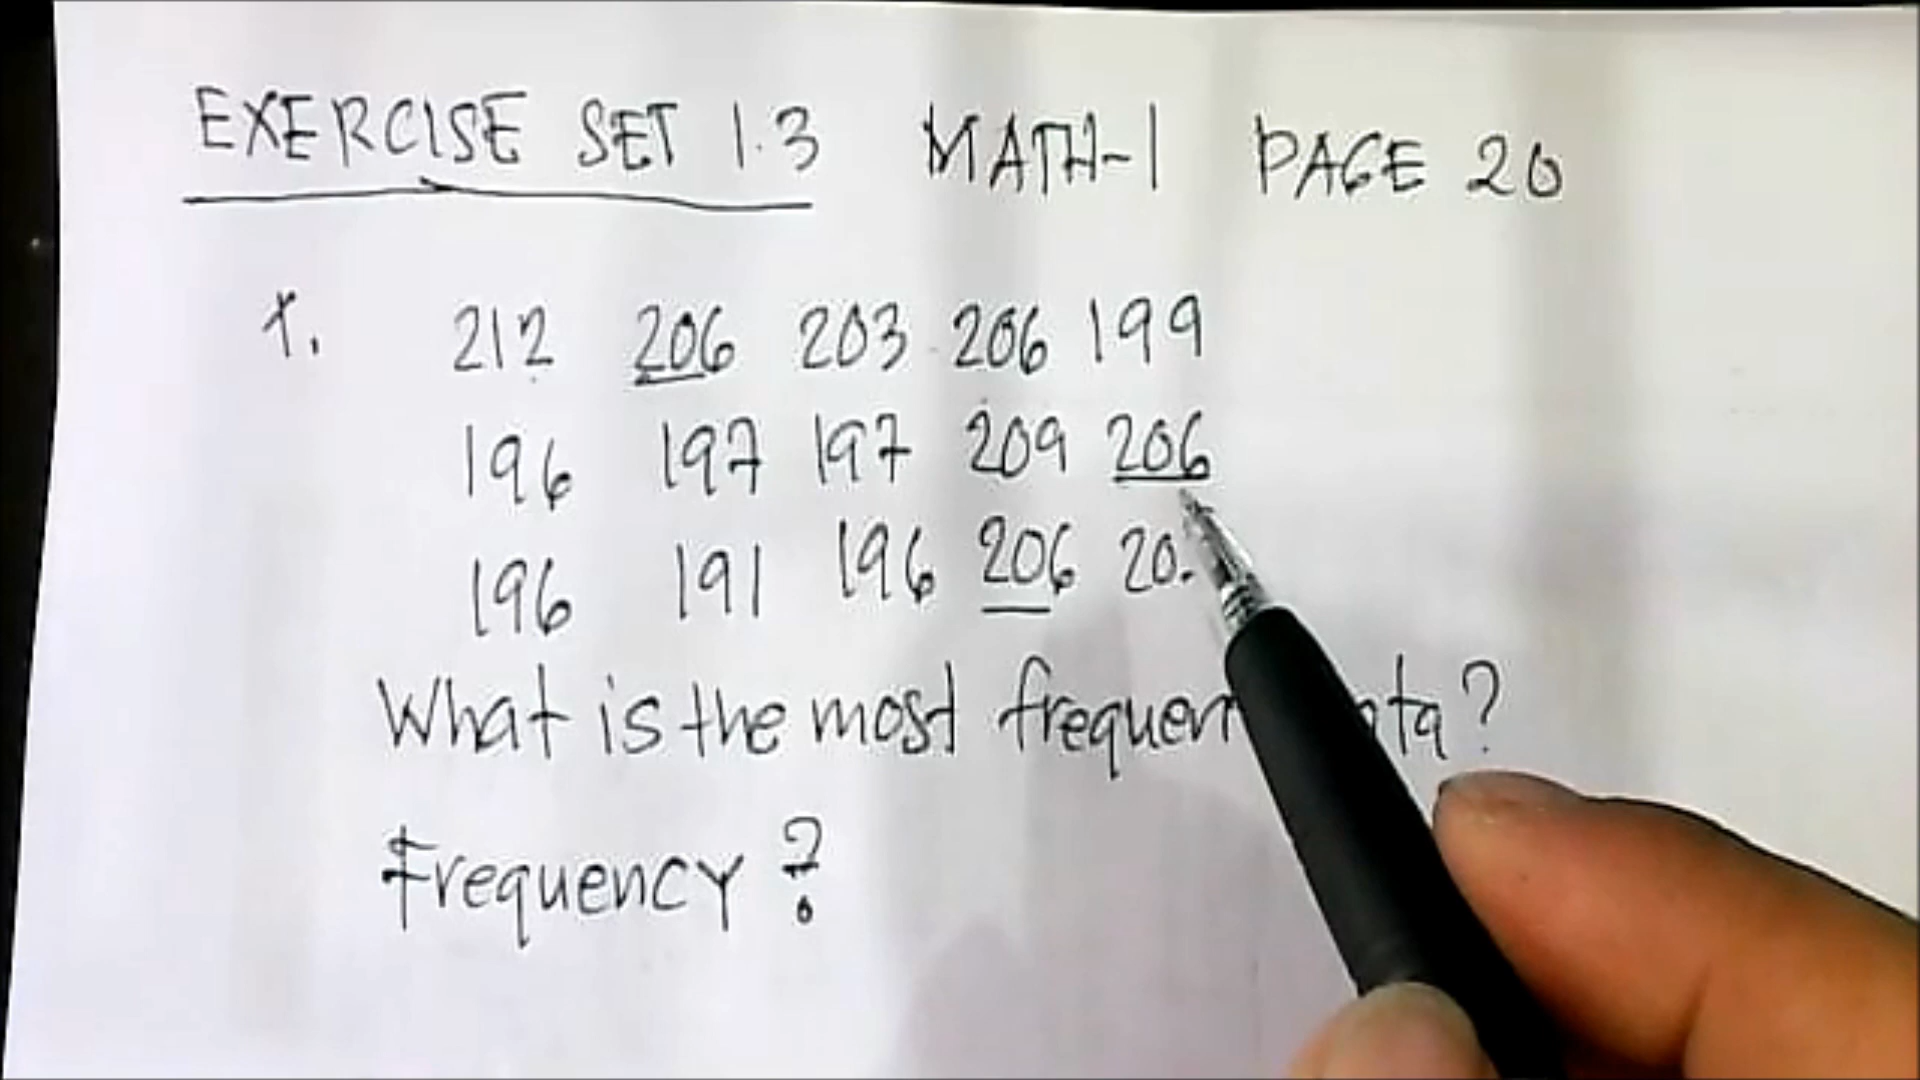 EXERCISE SET 1.3 MATH-1 PAGE 20
1. 212 206 203 206 199
196 197 197 209 206
196 191 196 206
What is the most frequent ?
Frequency ?